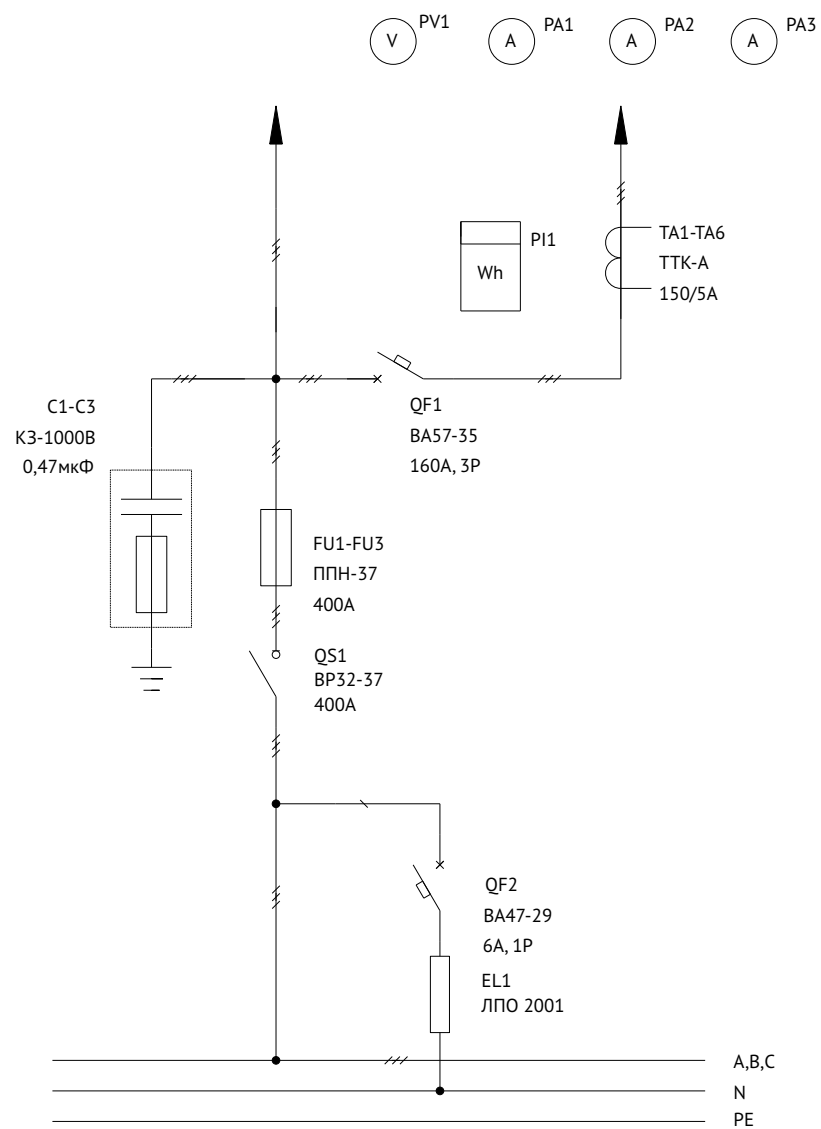 PV1
PA1
PA2
PA3
V
A
A
A
PI1
Wh
TA1-TA6
ТТК-А
150/5А
C1-C3
КЗ-1000В
0,47мкФ
QF1
ВА57-35
160А, 3Р
FU1-FU3
ППН-37
400А
QS1
ВР32-37
400А
QF2
ВА47-29
6А, 1Р
EL1
ЛПО 2001
A,B,C
N
PE